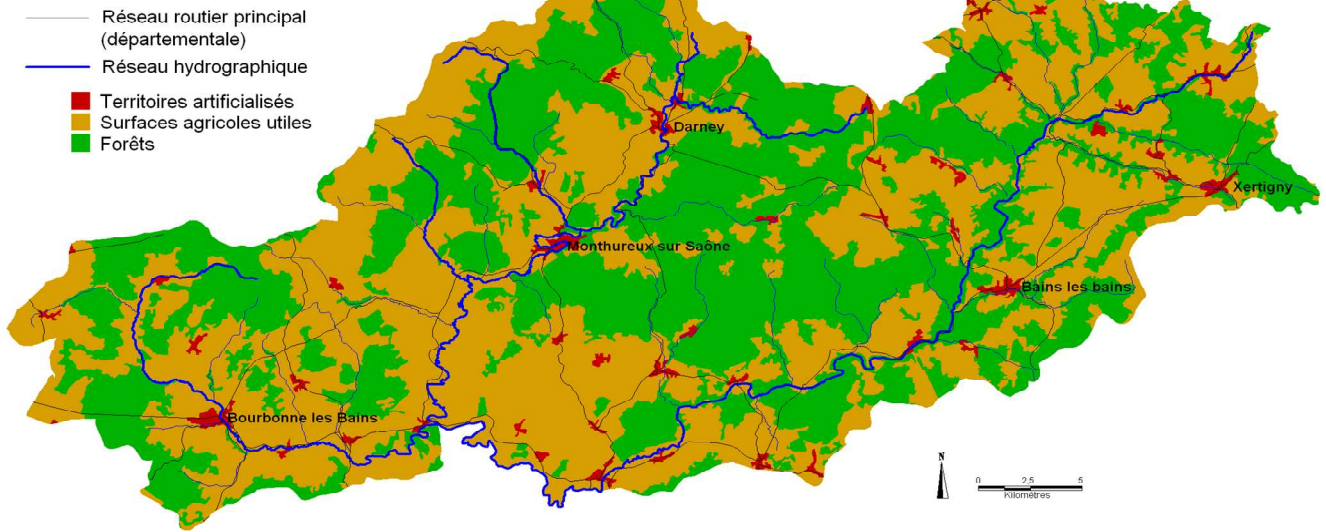 Réseau routier principal
(départementale)
Réseau hydrographique
Territoires artificialisés
Surfaces agricoles utiles
Forêts
Darney
Xertigny
Monthureux sur Saône
Bains les bains
Bourbonne les Bains
N
0 2,5 5
Kilomètres